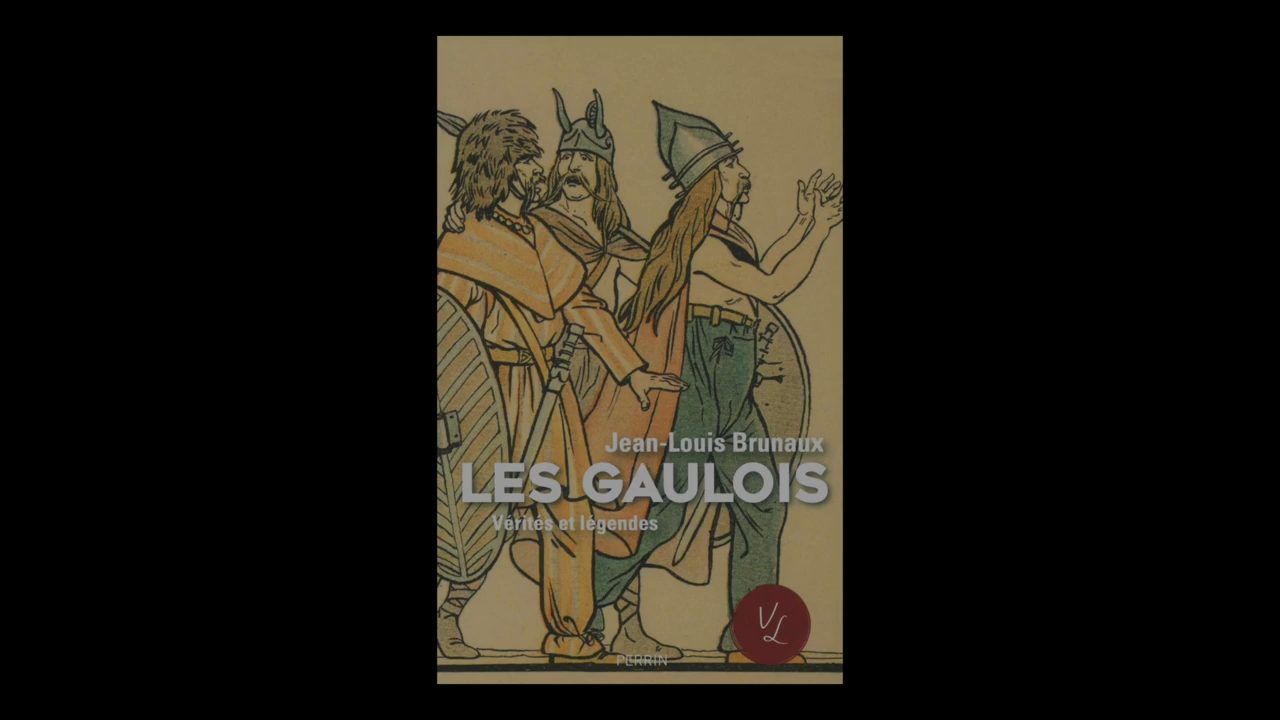 Jean-Louis Brunaux
LES GAULOIS
Vérités et légendes
VL
PERRIN